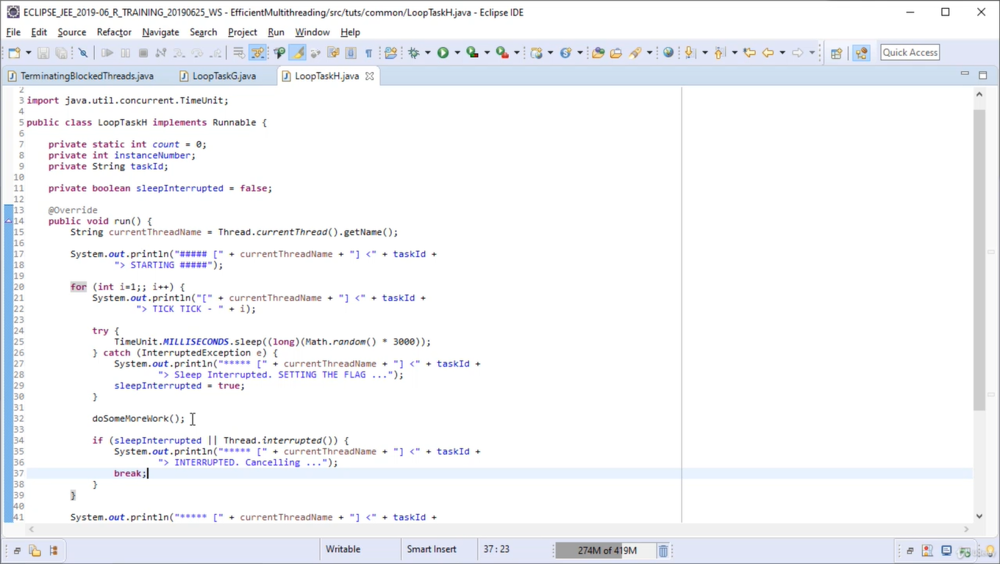 ECLIPSE_JEE_2019-06_R_TRAINING_20190625_WS - EfficientMultithreading/src/tuts/common/LoopTaskH.java - Eclipse IDE
File Edit Source Refactor Navigate Search Project Run Window Help
Quick Access
TerminatingBlockedThreads.java LoopTaskG.java LoopTaskH.java
2
3 import java.util.concurrent.TimeUnit;
4
5 public class LoopTaskH implements Runnable {
6
7 private static int count = 0;
8 private int instanceNumber;
9 private String taskId;
10
11 private boolean sleepInterrupted = false;
12
13 @Override
14 public void run() {
15 String currentThreadName = Thread.currentThread().getName();
16
17 System.out.println("##### [" + currentThreadName + "] <" + taskId +
18 "> STARTING #####");
19
20 for (int i=1;; i++) {
21 System.out.println("[" + currentThreadName + "] <" + taskId +
22 "> TICK TICK - " + i);
23
24 try {
25 TimeUnit.MILLISECONDS.sleep((long)(Math.random() * 3000));
26 } catch (InterruptedException e) {
27 System.out.println("***** [" + currentThreadName + "] <" + taskId +
28 "> Sleep Interrupted. SETTING THE FLAG ...");
29 sleepInterrupted = true;
30 }
31
32 doSomeMoreWork();
33
34 if (sleepInterrupted || Thread.interrupted()) {
35 System.out.println("***** [" + currentThreadName + "] <" + taskId +
36 "> INTERRUPTED. Cancelling ...");
37 break;
38 }
39 }
40
41 System.out.println("***** [" + currentThreadName + "] <" + taskId +
Writable Smart Insert 37 : 23 274M of 419M